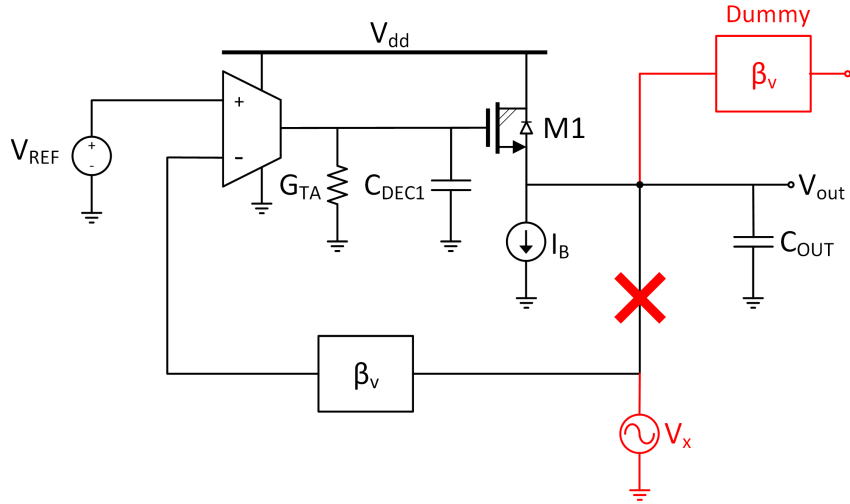 Dummy
βv
Vdd
+
-
M1
VREF
+
-
GTA
CDEC1
Vout
IB
COUT
βv
Vx